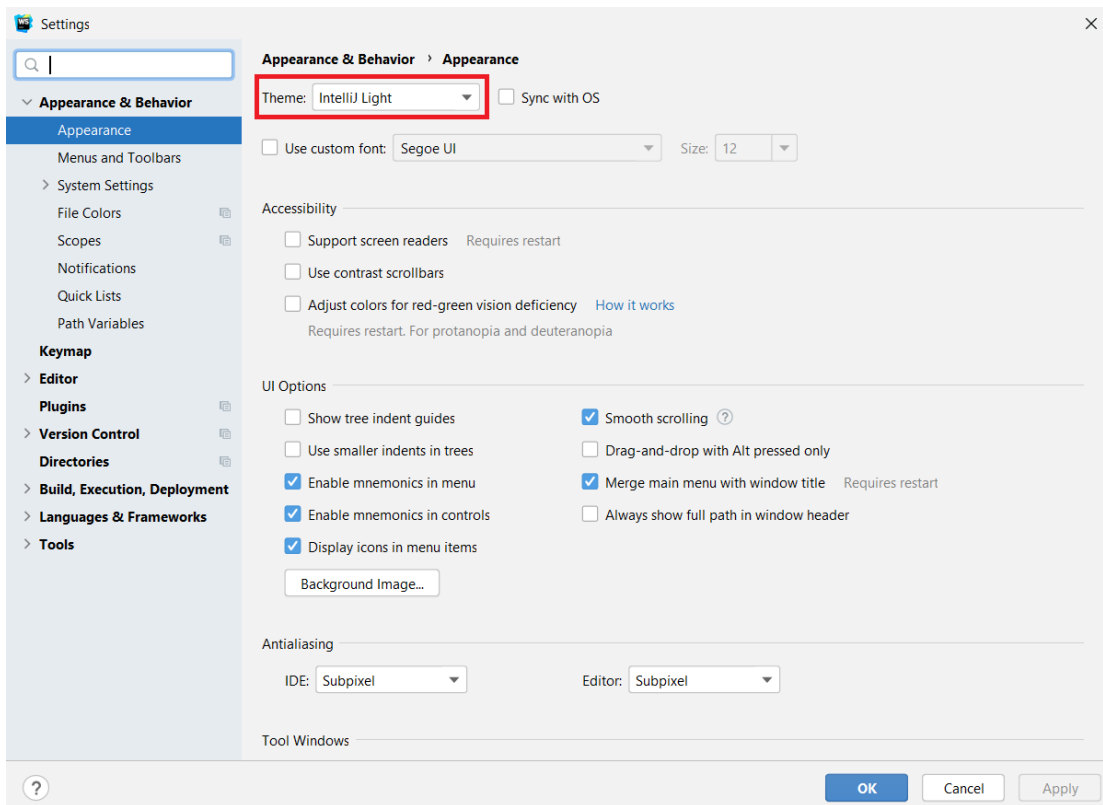 WS Settings
Appearance & Behavior › Appearance
Appearance & Behavior
Theme: IntelliJ Light Sync with OS
Appearance
Use custom font: Segoe UI Size: 12
Menus and Toolbars
System Settings
File Colors
Accessibility
Scopes
Support screen readers Requires restart
Notifications
Use contrast scrollbars
Quick Lists
Adjust colors for red-green vision deficiency How it works
Path Variables
Requires restart. For protanopia and deuteranopia
Keymap
Editor
UI Options
Plugins
Show tree indent guides Smooth scrolling ?
Version Control
Use smaller indents in trees Drag-and-drop with Alt pressed only
Directories
Enable mnemonics in menu Merge main menu with window title Requires restart
Build, Execution, Deployment
Languages & Frameworks
Enable mnemonics in controls Always show full path in window header
Tools
Display icons in menu items
Background Image...
Antialiasing
IDE: Subpixel Editor: Subpixel
Tool Windows
? OK Cancel Apply